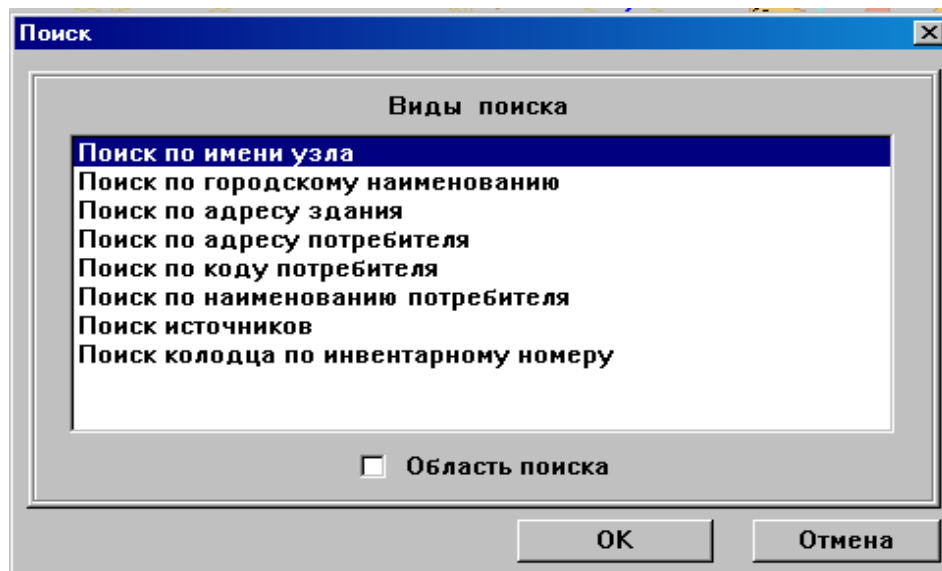 Поиск
Виды поиска
Поиск по имени узла
Поиск по городскому наименованию
Поиск по адресу здания
Поиск по адресу потребителя
Поиск по коду потребителя
Поиск по наименованию потребителя
Поиск источников
Поиск колодца по инвентарному номеру
Область поиска
OK Отмена